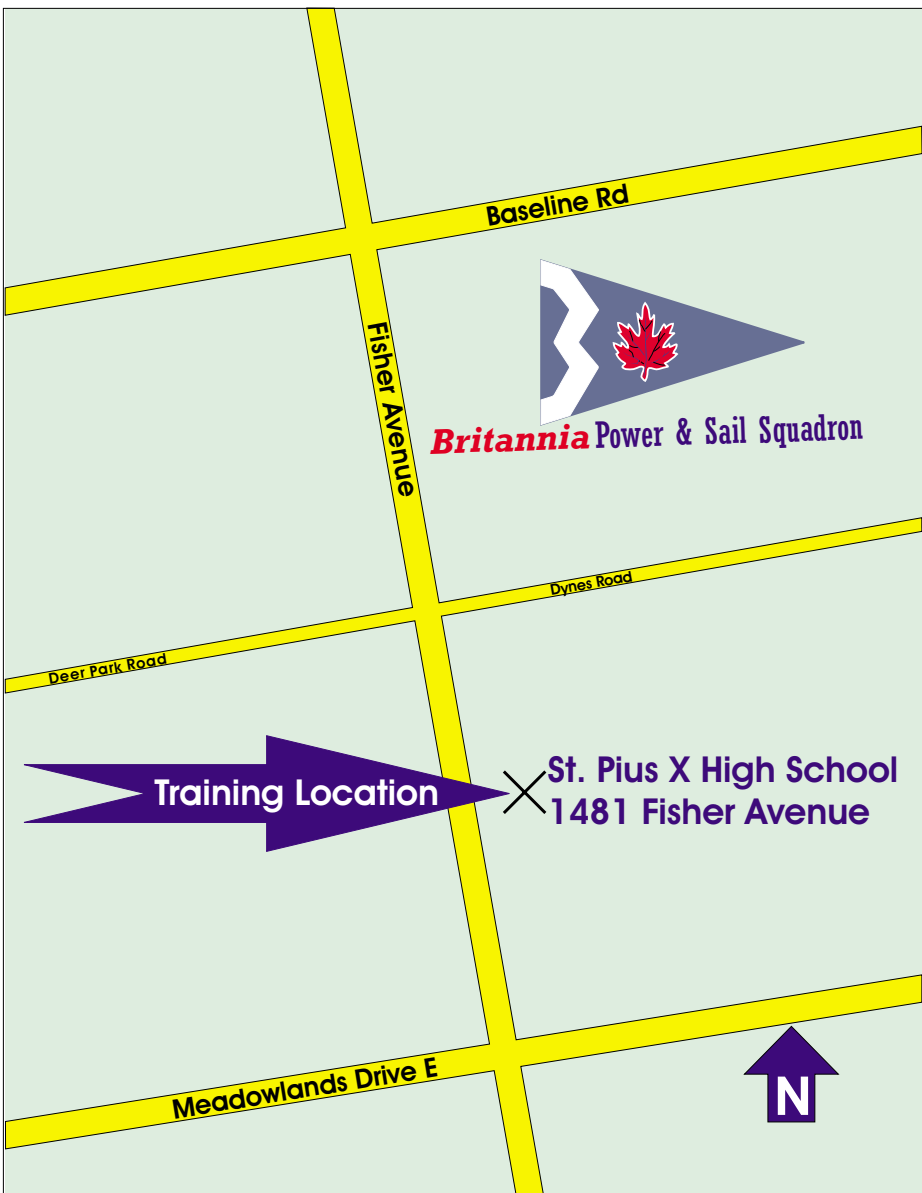 Baseline Rd
Fisher Avenue
Britannia Power & Sail Squadron
Dynes Road
Deer Park Road
Training Location
St. Pius X High School
1481 Fisher Avenue
Meadowlands Drive E
N